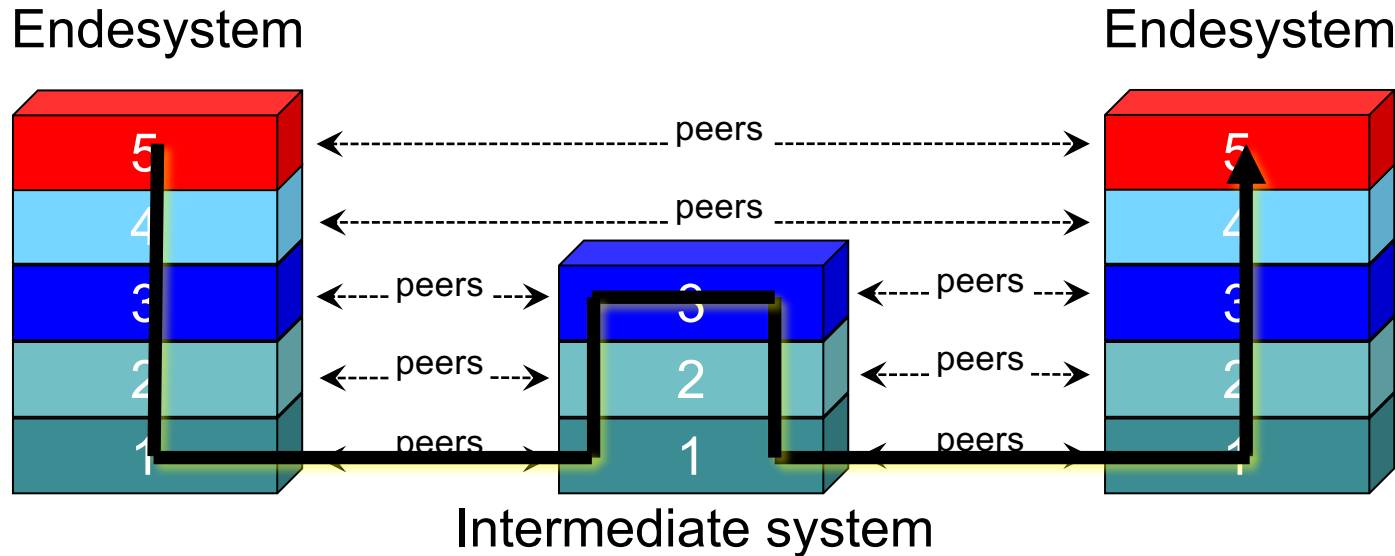 Endesystem Endesystem
5 peers 5
4 peers 4
3 peers 3 peers 3
2 peers 2 peers 2
1 peers 1 peers 1
Intermediate system